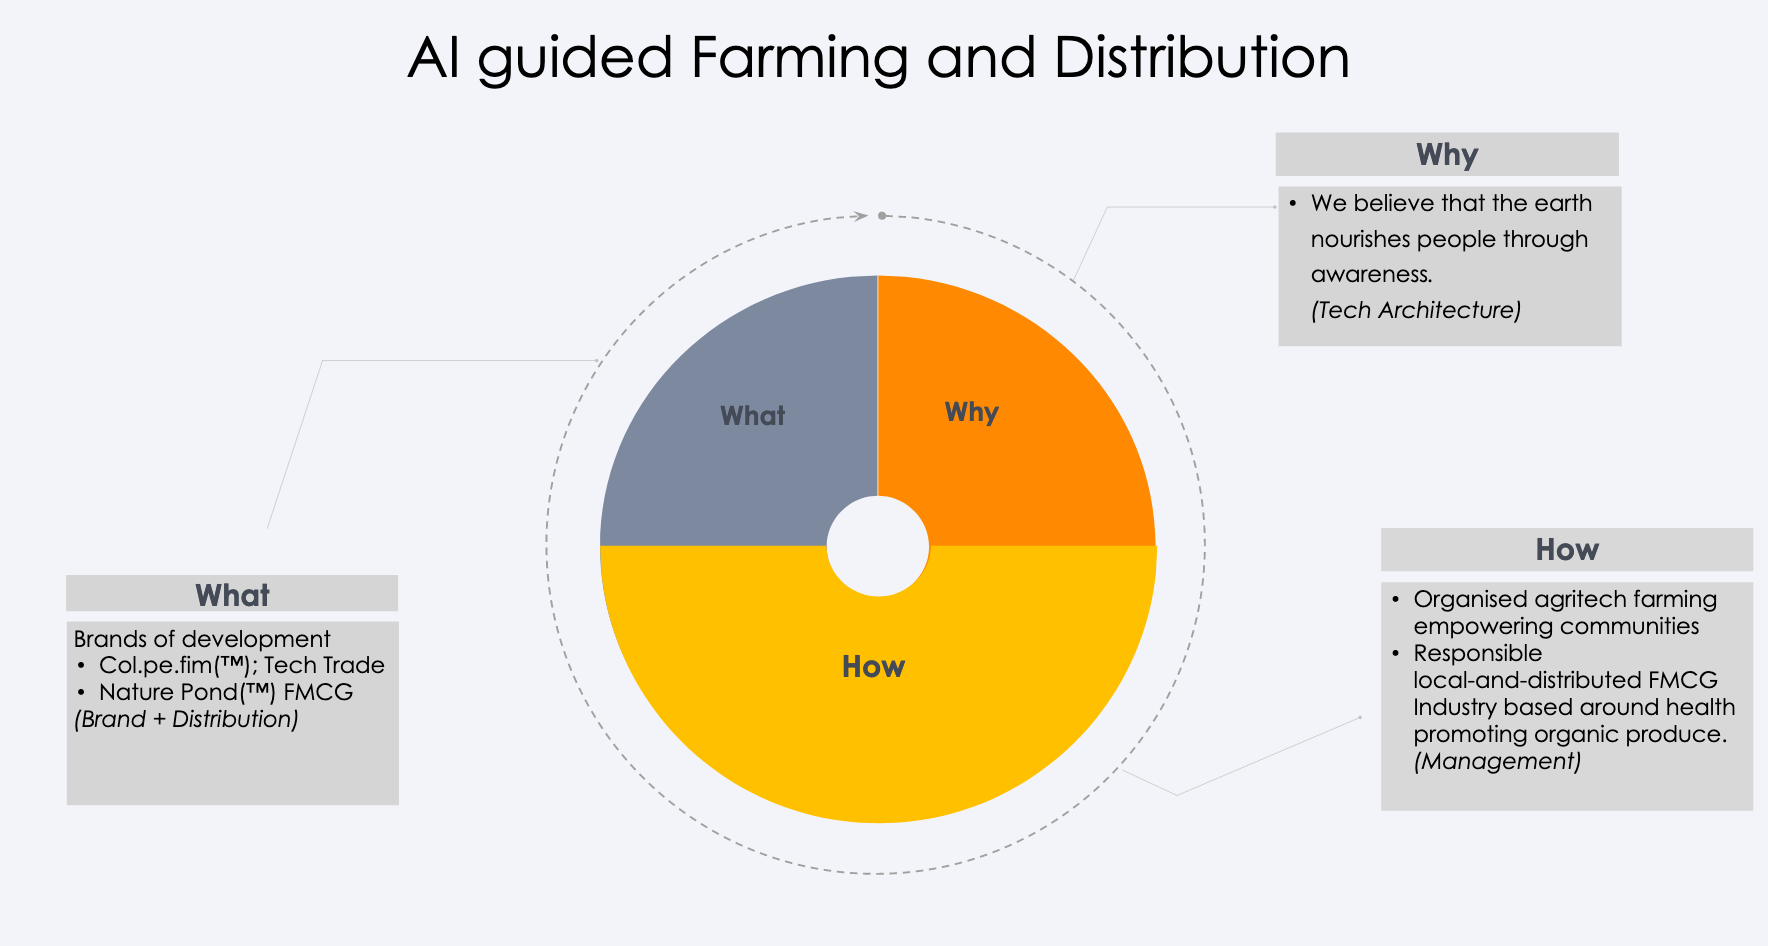 AI guided Farming and Distribution
Why
• We believe that the earth
nourishes people through
awareness.
(Tech Architecture)
What
Why
How
How
• Organised agritech farming
empowering communities
• Responsible
local-and-distributed FMCG
Industry based around health
promoting organic produce.
(Management)
What
Brands of development
• Col.pe.fim(™); Tech Trade
• Nature Pond(™) FMCG
(Brand + Distribution)